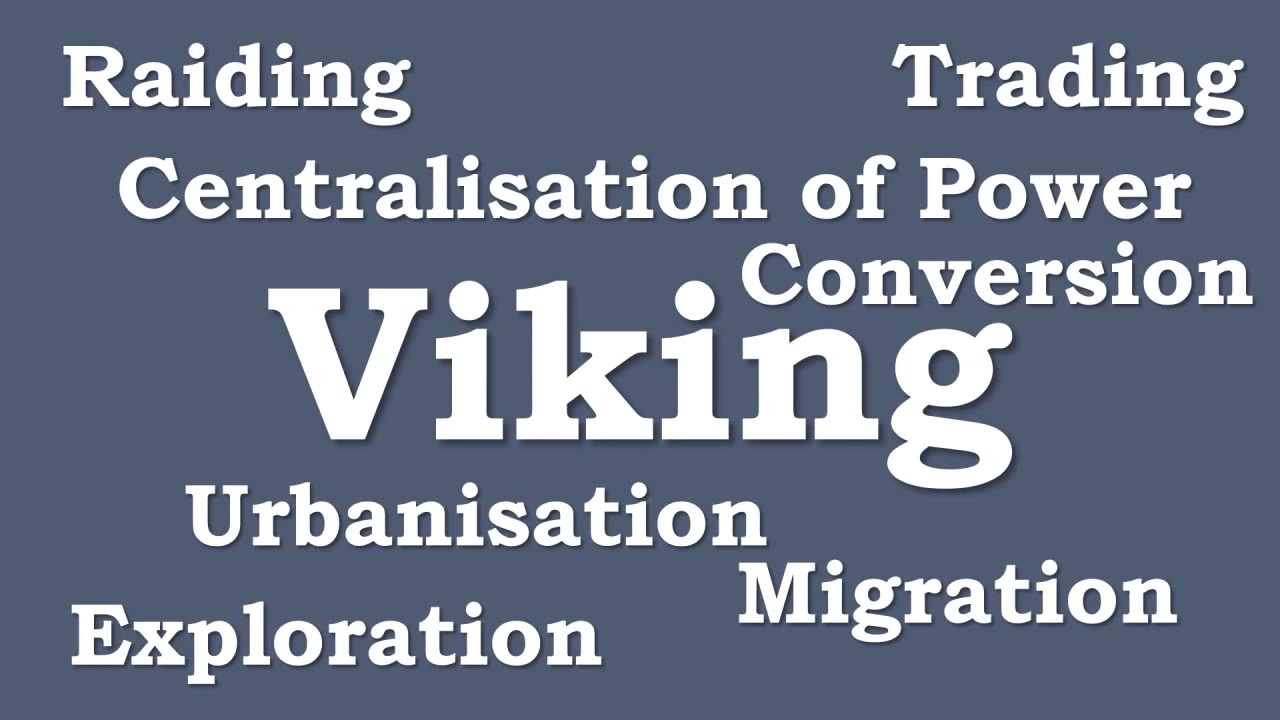 Raiding
Trading
Centralisation of Power
Conversion
Viking
Urbanisation
Migration
Exploration